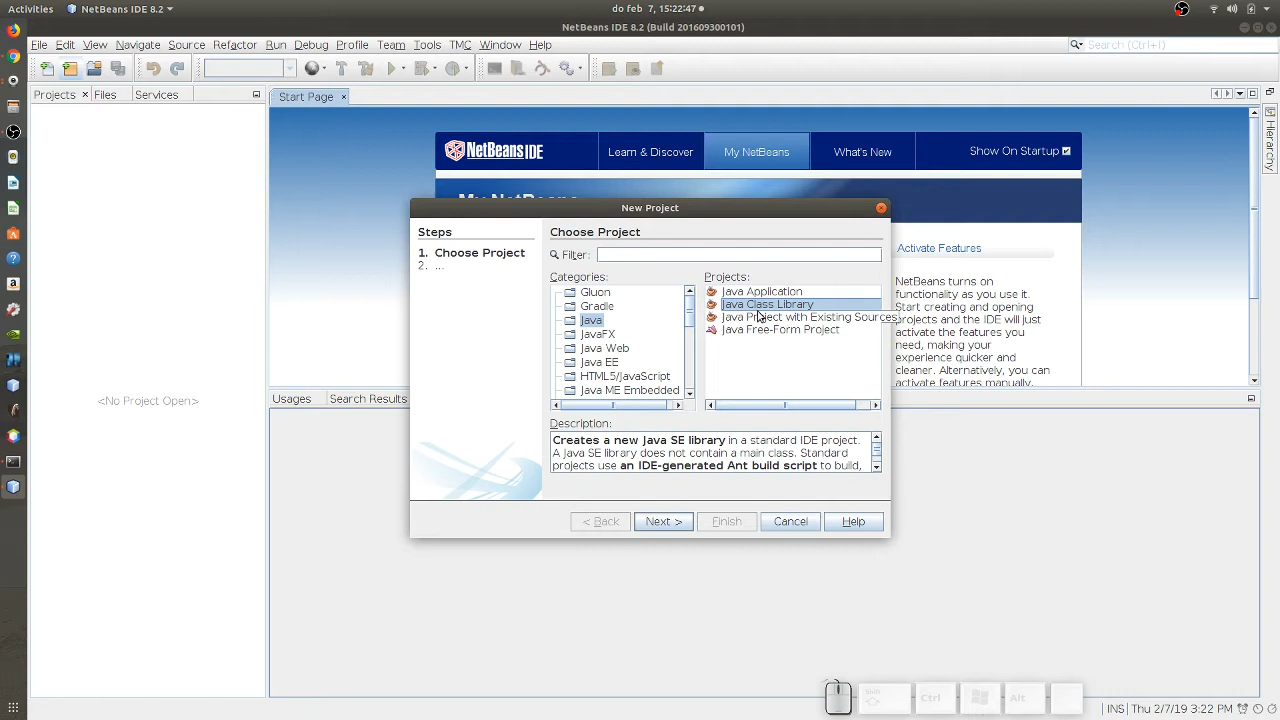 Activities
NetBeans IDE 8.2
do feb 7, 15:22:47
NetBeans IDE 8.2 (Build 201609300101)
File Edit View Navigate Source Refactor Run Debug Profile Team Tools TMC Window Help
Search (Ctrl+I)
Projects Files Services
Start Page
Hierarchy
NetBeans IDE
Learn & Discover
My NetBeans
What's New
Show On Startup
My NetBeans
Activate Features
NetBeans turns on
functionality as you use it.
Start creating and opening
projects and the IDE will just
activate the features you
need, making your
experience quicker and
cleaner. Alternatively, you can
activate features manually.
<No Project Open>
Usages
Search Results
New Project
Steps
1. Choose Project
2. ...
Choose Project
Filter:
Categories:
Gluon
Gradle
Java
JavaFX
Java Web
Java EE
HTML5/JavaScript
Java ME Embedded
Projects:
Java Application
Java Class Library
Java Project with Existing Sources
Java Free-Form Project
Description:
Creates a new Java SE library in a standard IDE project.
A Java SE library does not contain a main class. Standard
projects use an IDE-generated Ant build script to build,
< Back
Next >
Finish
Cancel
Help
Shift
Ctrl
Alt
INS
Thu 2/7/19 3:22 PM